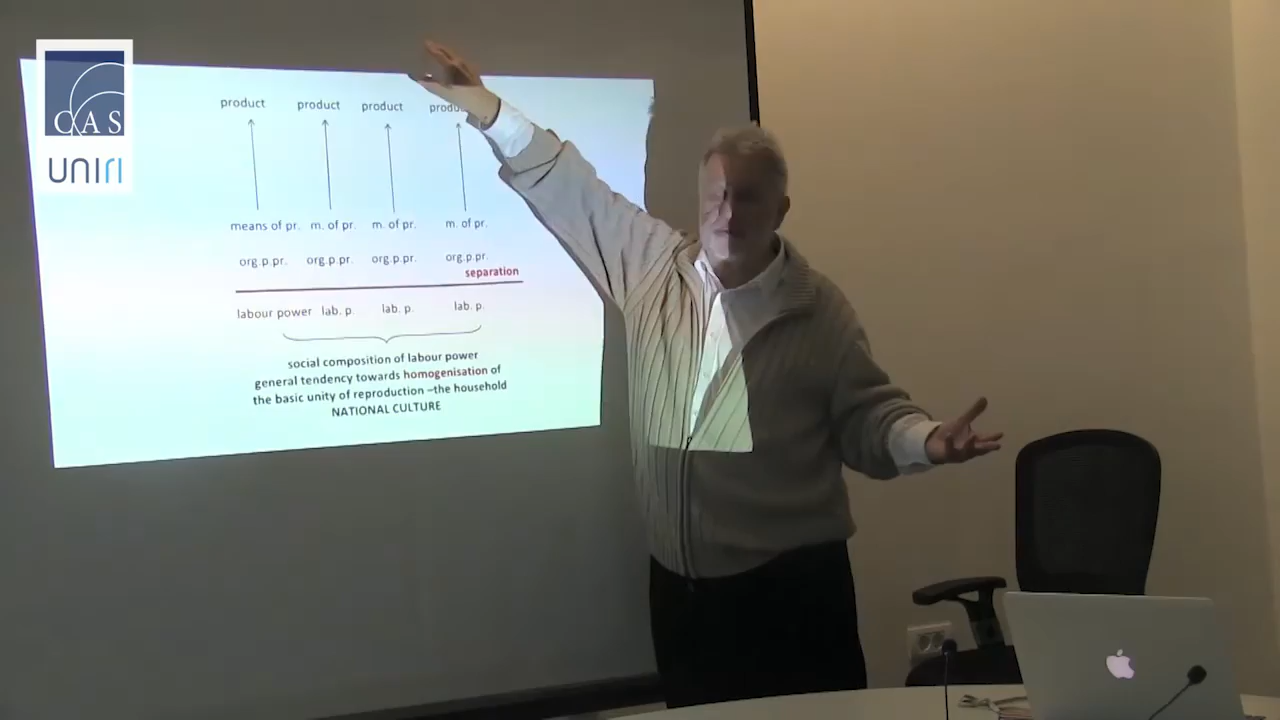 CAS
UNIRI
product product product
means of pr. m. of pr. m. of pr. m. of pr.
org.p.pr. org.p.pr. org.p.pr. org.p.pr.
separation
labour power lab. p. lab. p. lab. p.
social composition of labour power
general tendency towards homogenisation of
the basic unity of reproduction –the household
NATIONAL CULTURE